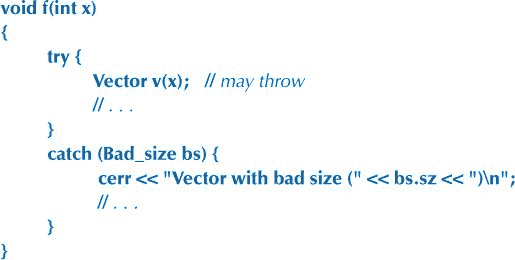 void f(int x)
{
try {
Vector v(x); // may throw
// . . .
}
catch (Bad_size bs) {
cerr << "Vector with bad size (" << bs.sz << ")\n";
// . . .
}
}